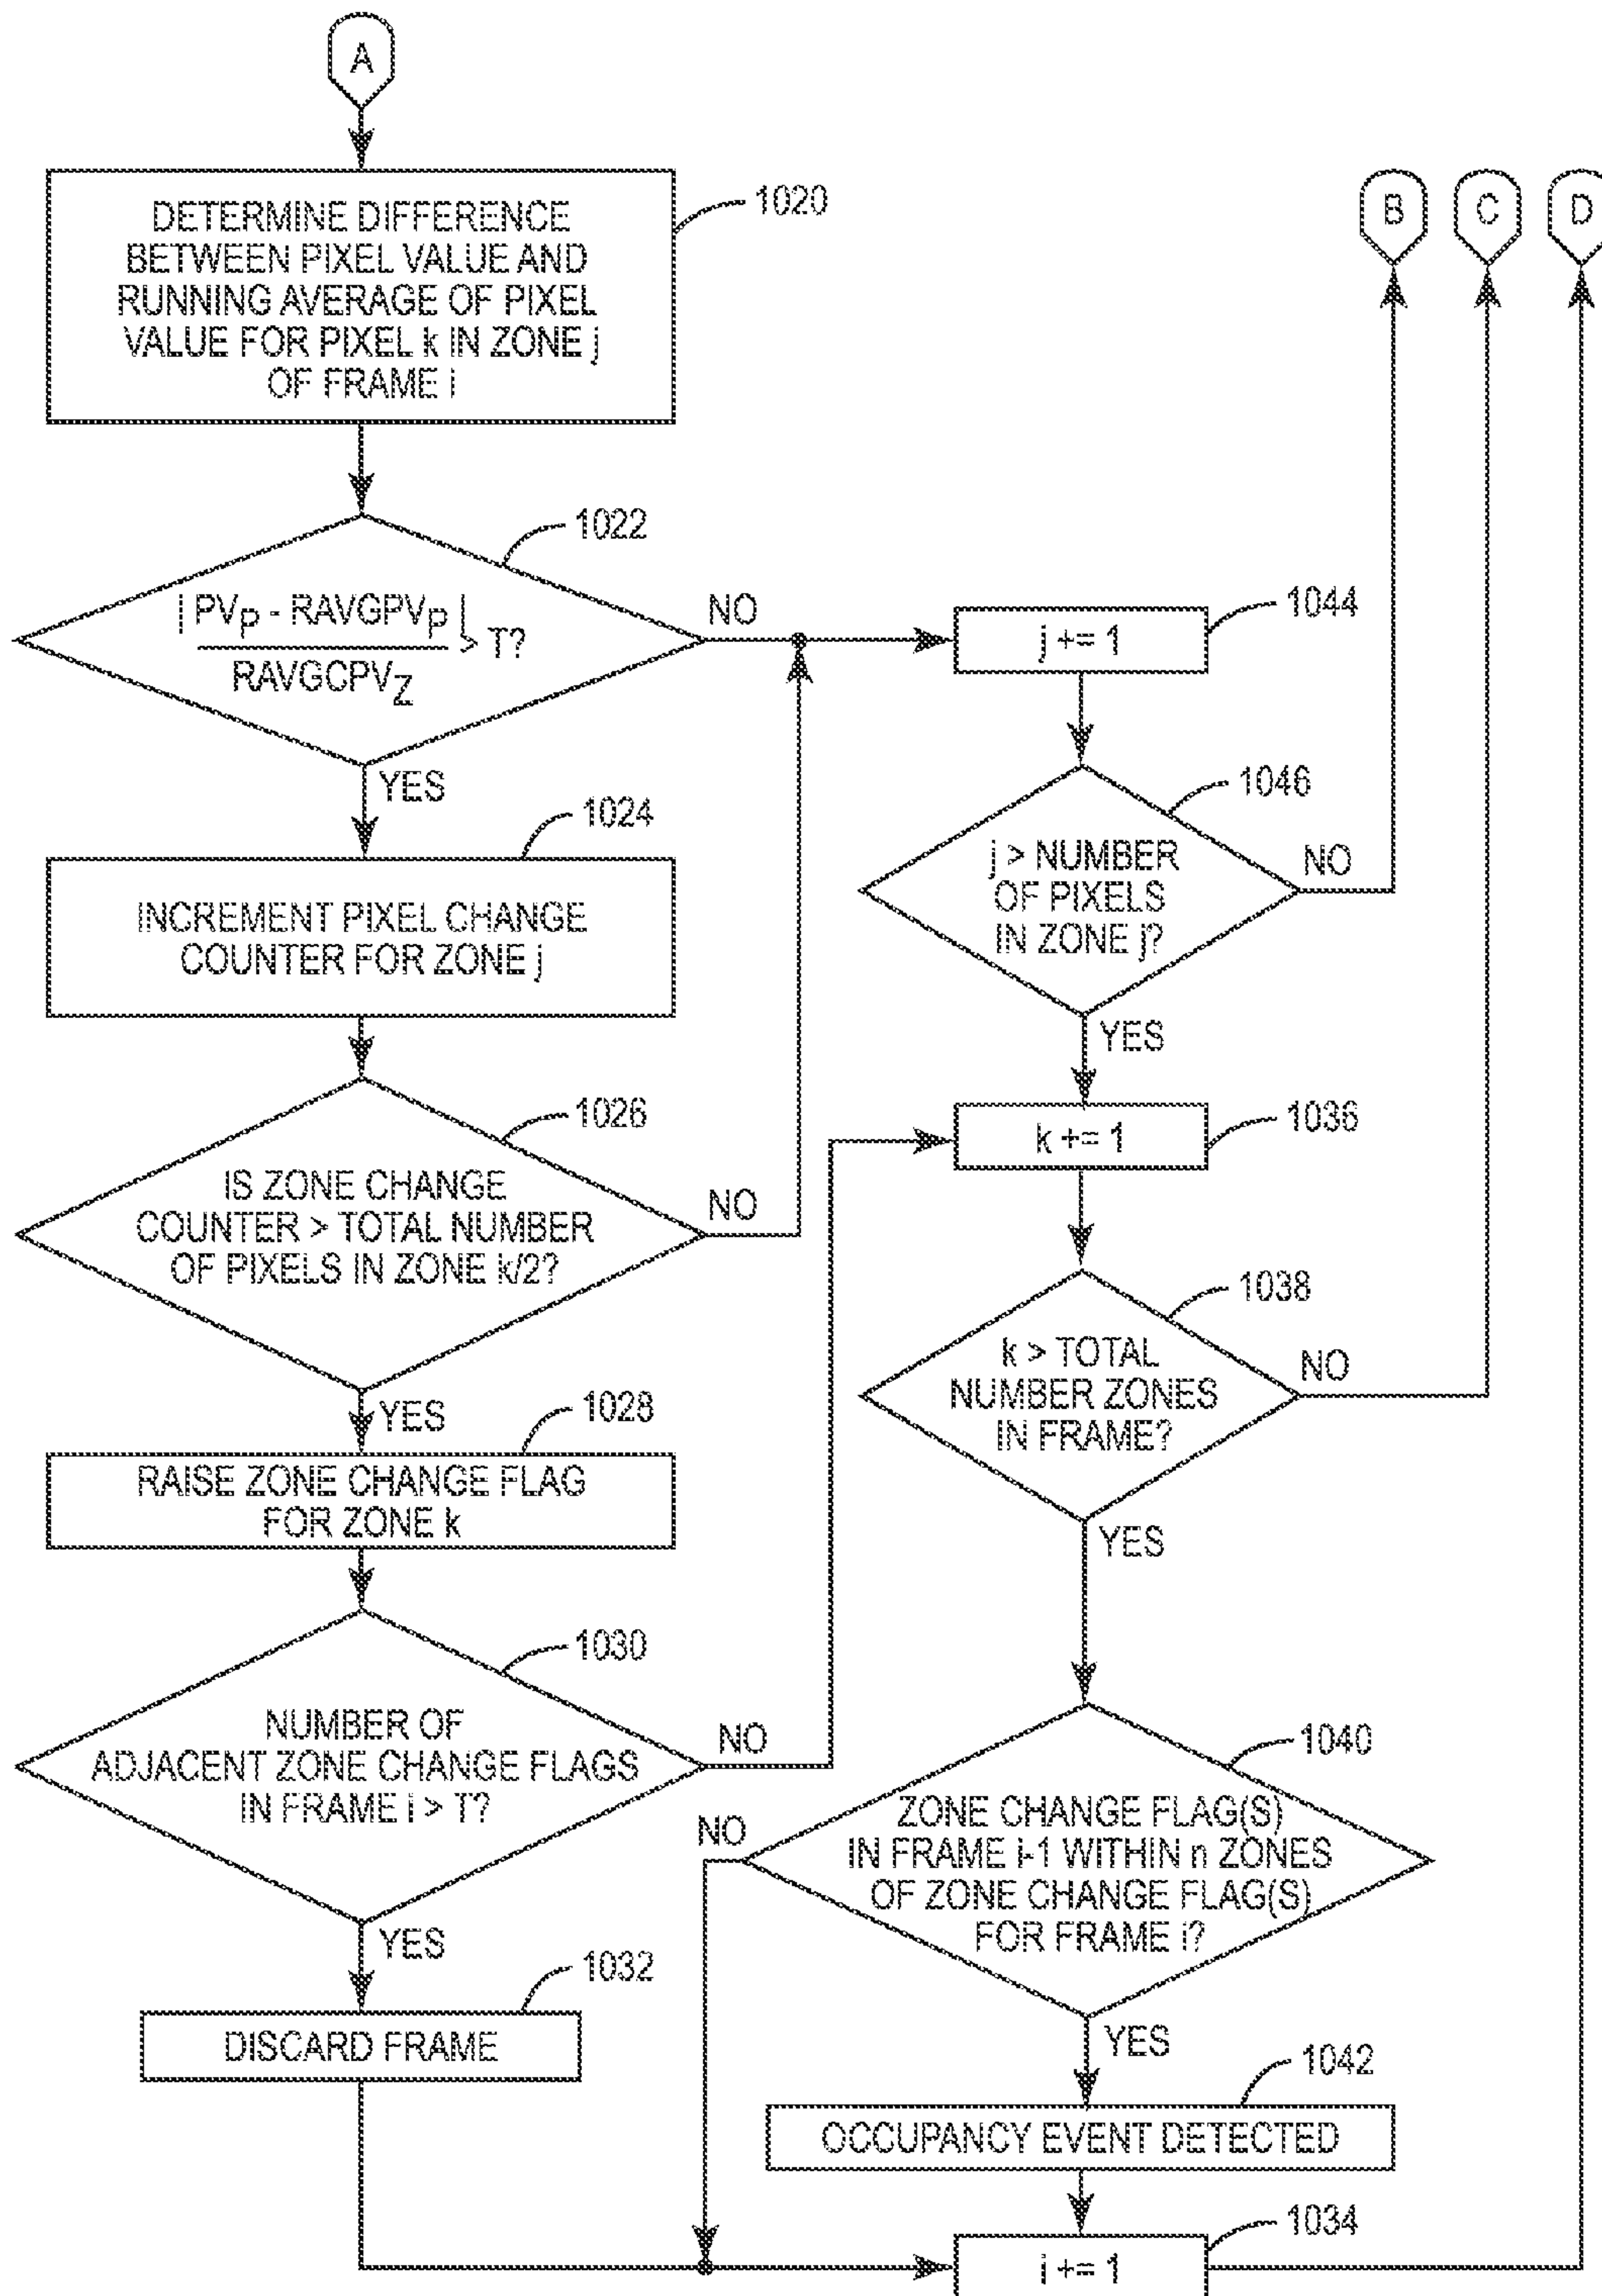 A
DETERMINE DIFFERENCE
BETWEEN PIXEL VALUE AND
RUNNING AVERAGE OF PIXEL
VALUE FOR PIXEL k IN ZONE j
OF FRAME i
1020
B
C
D
| PVP - RAVGPVP |
RAVGCPVZ
> T?
1022
NO
YES
j += 1
1044
INCREMENT PIXEL CHANGE
COUNTER FOR ZONE j
1024
j > NUMBER
OF PIXELS
IN ZONE j?
1046
NO
YES
IS ZONE CHANGE
COUNTER > TOTAL NUMBER
OF PIXELS IN ZONE k/2?
1026
NO
YES
k += 1
1036
k > TOTAL
NUMBER ZONES
IN FRAME?
1038
NO
YES
RAISE ZONE CHANGE FLAG
FOR ZONE k
1028
NUMBER OF
ADJACENT ZONE CHANGE FLAGS
IN FRAME i > T?
1030
NO
YES
ZONE CHANGE FLAG(S)
IN FRAME i-1 WITHIN n ZONES
OF ZONE CHANGE FLAG(S)
FOR FRAME i?
1040
NO
YES
DISCARD FRAME
1032
OCCUPANCY EVENT DETECTED
1042
i += 1
1034